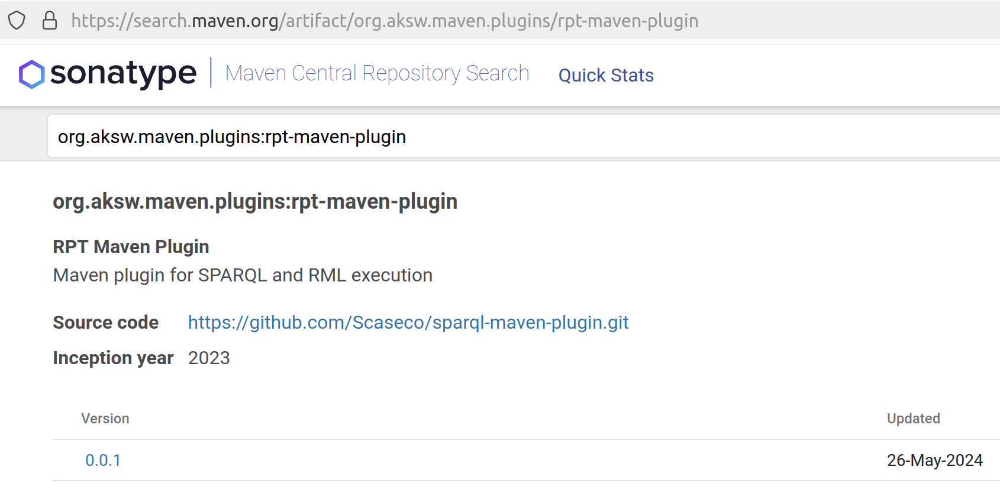 https://search.maven.org/artifact/org.aksw.maven.plugins/rpt-maven-plugin
sonatype Maven Central Repository Search Quick Stats
org.aksw.maven.plugins:rpt-maven-plugin
org.aksw.maven.plugins:rpt-maven-plugin
RPT Maven Plugin
Maven plugin for SPARQL and RML execution
Source code https://github.com/Scaseco/sparql-maven-plugin.git
Inception year 2023
Version Updated
0.0.1 26-May-2024